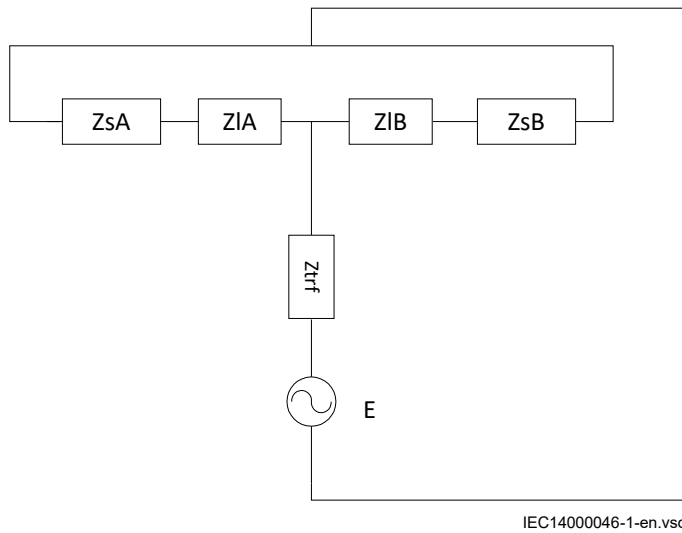 ZsA
ZlA
ZlB
ZsB
Ztrf
E
IEC14000046-1-en.vsd